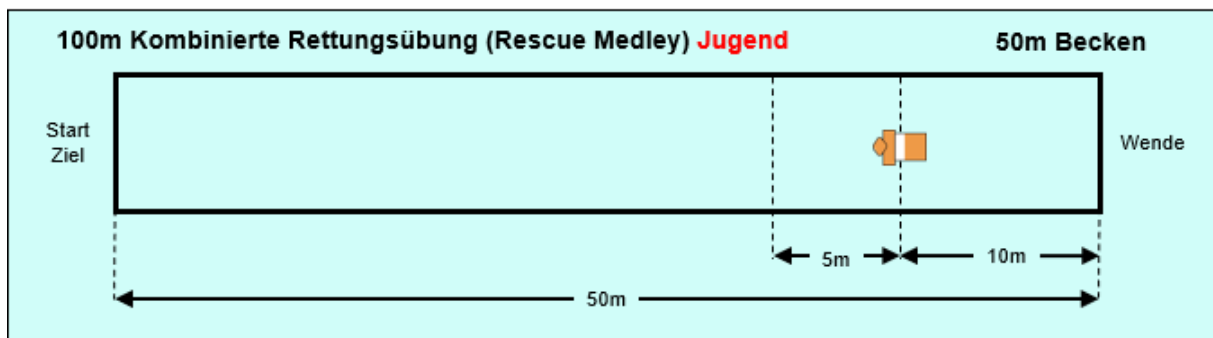 100m Kombinierte Rettungsübung (Rescue Medley) Jugend
50m Becken
Start
Ziel
Wende
5m
10m
50m